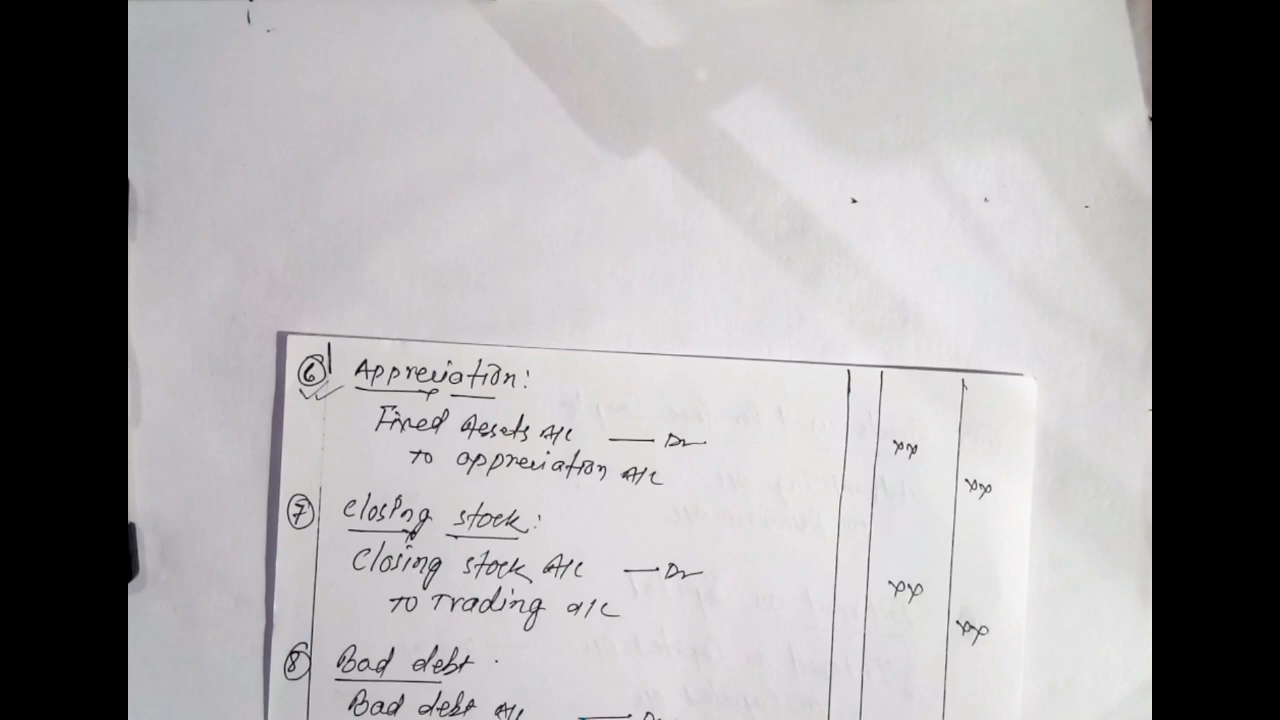 6 Appreciation:
Fixed Assets A/c — Dr xx
To appreciation A/c xx
7 Closing stock:
Closing stock A/c — Dr xx
To Trading a/c xx
8 Bad debt.
Bad debt A/c — Dr